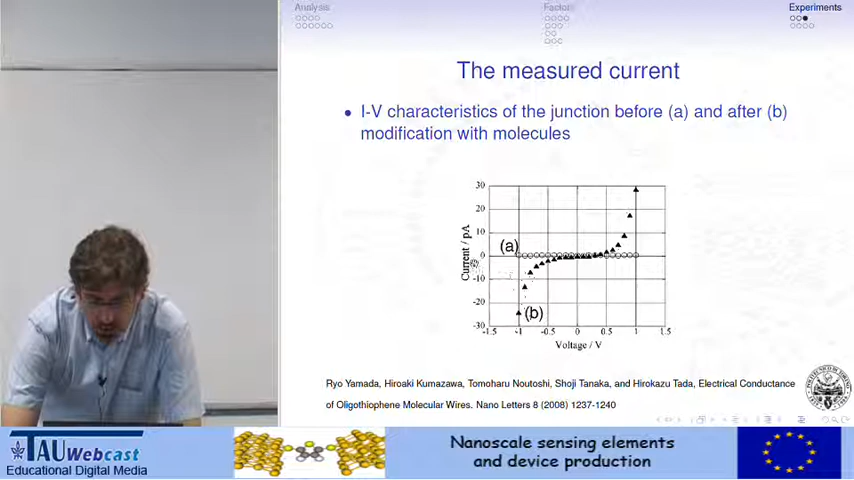 Analysis
Factors
Experiments
The measured current
I-V characteristics of the junction before (a) and after (b)
modification with molecules
30
20
10
0
-10
-20
-30
Current / pA
(a)
(b)
-1.5
-1
-0.5
0
0.5
1
1.5
Voltage / V
Ryo Yamada, Hiroaki Kumazawa, Tomoharu Noutoshi, Shoji Tanaka, and Hirokazu Tada, Electrical Conductance
of Oligothiophene Molecular Wires. Nano Letters 8 (2008) 1237-1240
TAU Webcast
Educational Digital Media
Nanoscale sensing elements
and device production